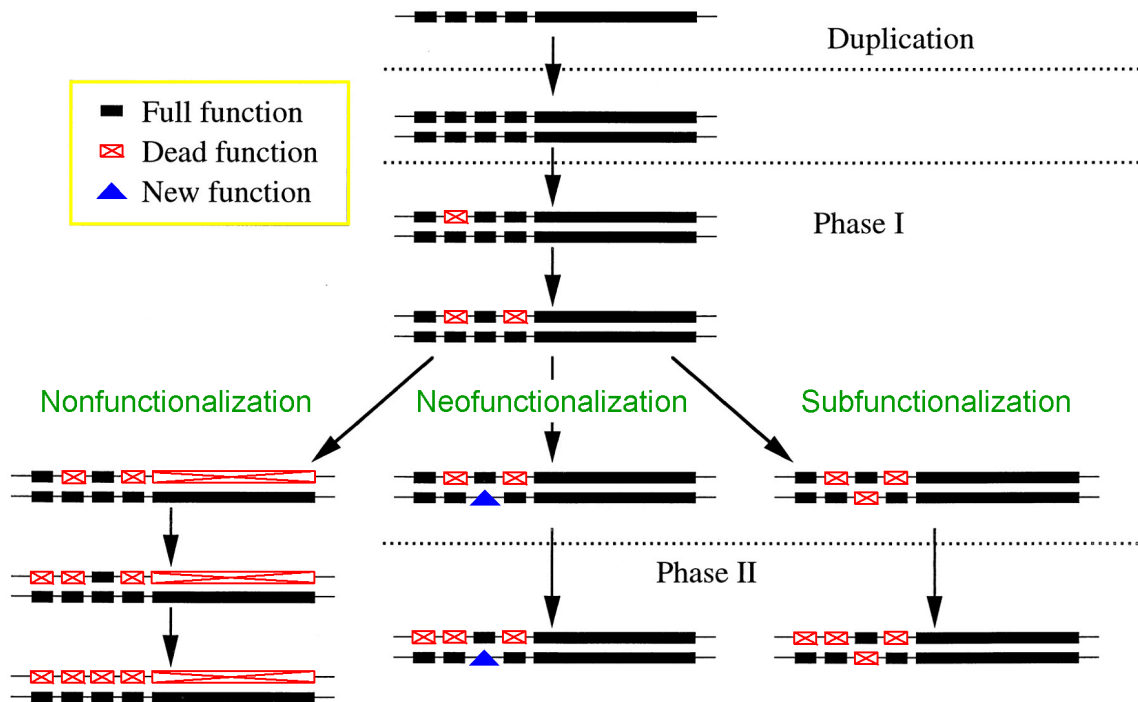 Duplication
Full function
Dead function
New function
Phase I
Nonfunctionalization
Neofunctionalization
Subfunctionalization
Phase II